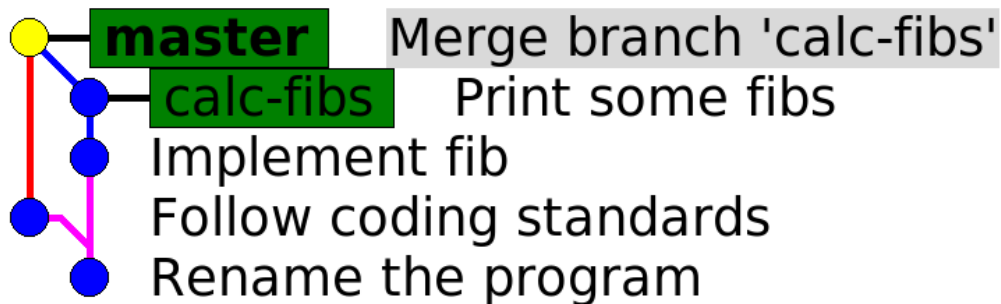 master Merge branch 'calc-fibs'
calc-fibs Print some fibs
Implement fib
Follow coding standards
Rename the program